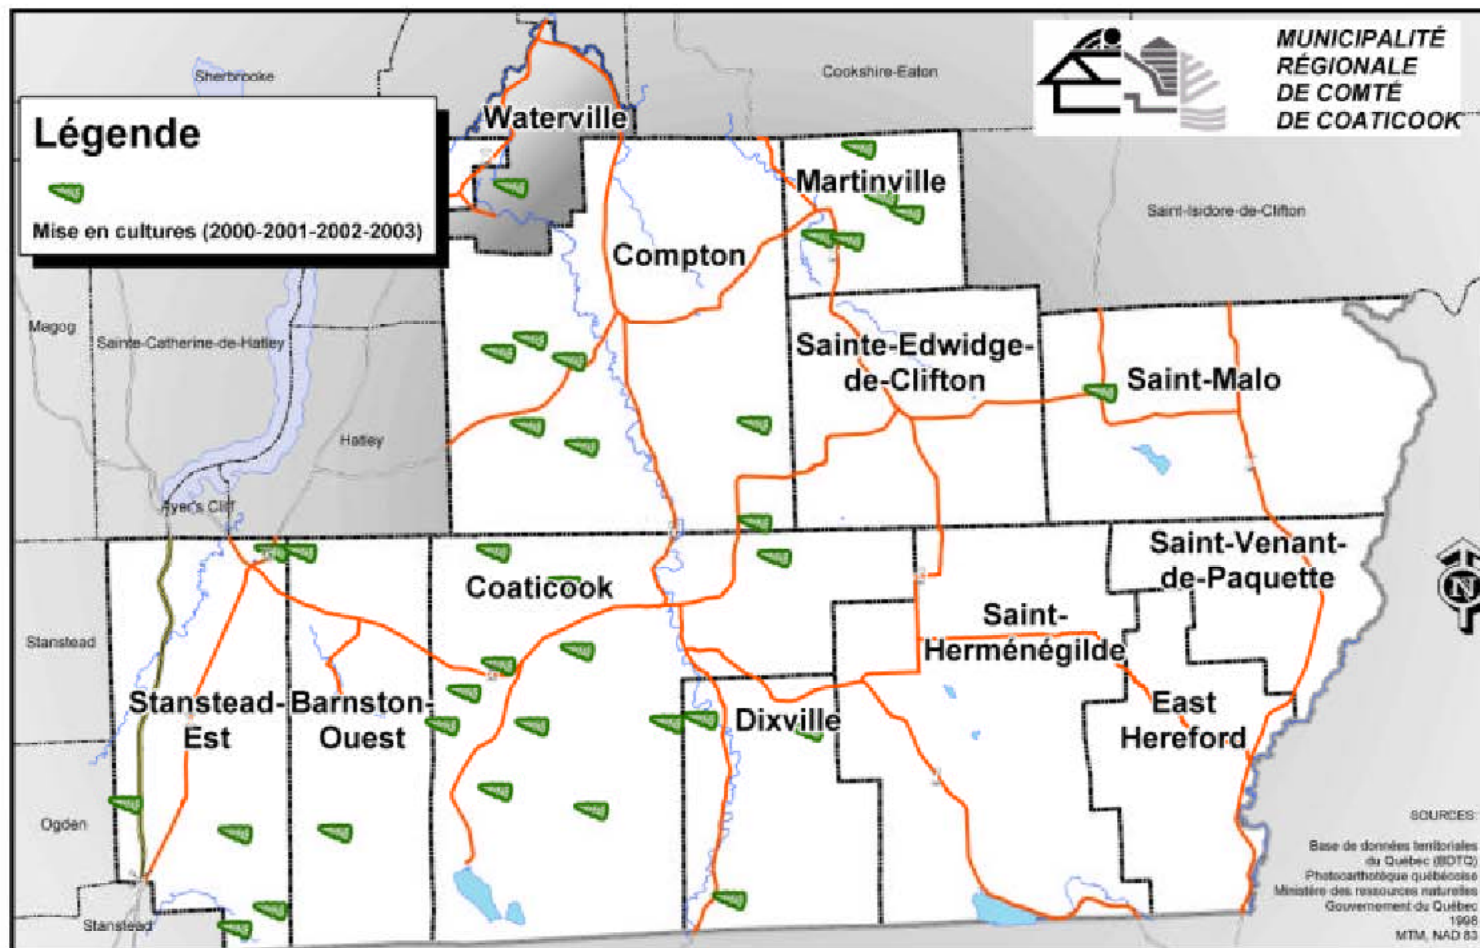 MUNICIPALITÉ
RÉGIONALE
DE COMTÉ
DE COATICOOK
Sherbrooke
Cookshire-Eaton
Légende
Mise en cultures (2000-2001-2002-2003)
Waterville
Martinville
Saint-Isidore-de-Clifton
Compton
Magog
Sainte-Catherine-de-Hatley
Sainte-Edwidge-
de-Clifton
Saint-Malo
Hatley
Ayer's Cliff
Saint-Venant-
de-Paquette
Coaticook
N
Stanstead
Saint-
Herménégilde
Stanstead-
Est
Barnston-
Ouest
Dixville
East
Hereford
Ogden
Stanstead
SOURCES:
Base de données territoriales
du Québec (BDTQ)
Photocarthotèque québécoise
Ministère des ressources naturelles
Gouvernement du Québec
1998
MTM, NAD 83